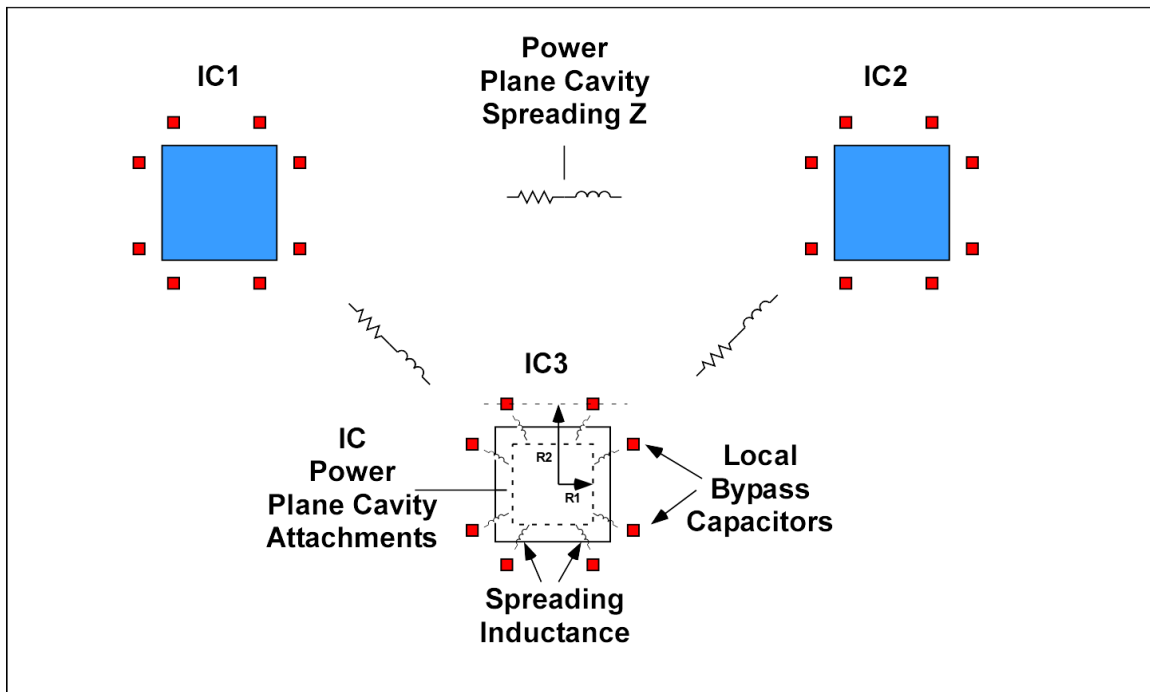 IC1
Power
Plane Cavity
Spreading Z
IC2
IC3
IC
Power
Plane Cavity
Attachments
R2
R1
Local
Bypass
Capacitors
Spreading
Inductance